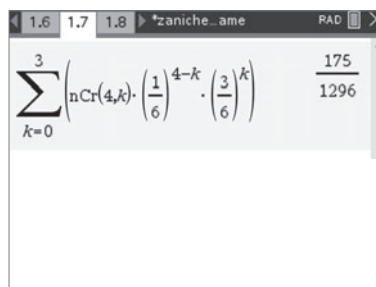 1.6 1.7 1.8 *zaniche…ame RAD
3
∑ (nCr(4,k)·(1/6)^(4−k)·(3/6)^k) 175/1296
k=0